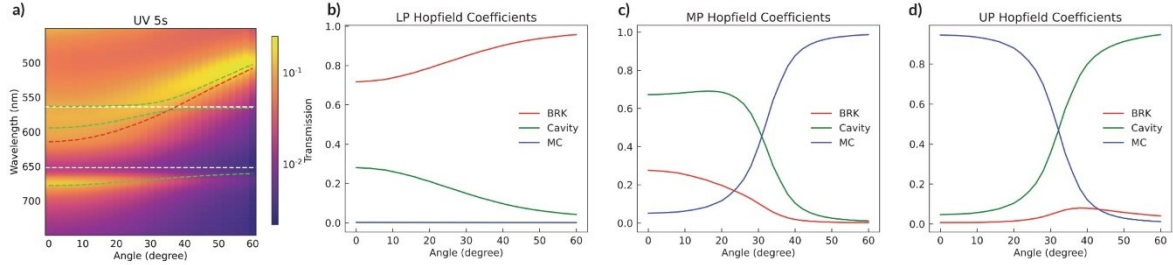 a)
UV 5s
Wavelength (nm)
500
550
600
650
700
0 10 20 30 40 50 60
Angle (degree)
10⁻¹
10⁻²
Transmission
b)
LP Hopfield Coefficients
1.0
0.8
0.6
0.4
0.2
0.0
BRK
Cavity
MC
0 10 20 30 40 50 60
Angle (degree)
c)
MP Hopfield Coefficients
1.0
0.8
0.6
0.4
0.2
0.0
BRK
Cavity
MC
0 10 20 30 40 50 60
Angle (degree)
d)
UP Hopfield Coefficients
1.0
0.8
0.6
0.4
0.2
0.0
BRK
Cavity
MC
0 10 20 30 40 50 60
Angle (degree)